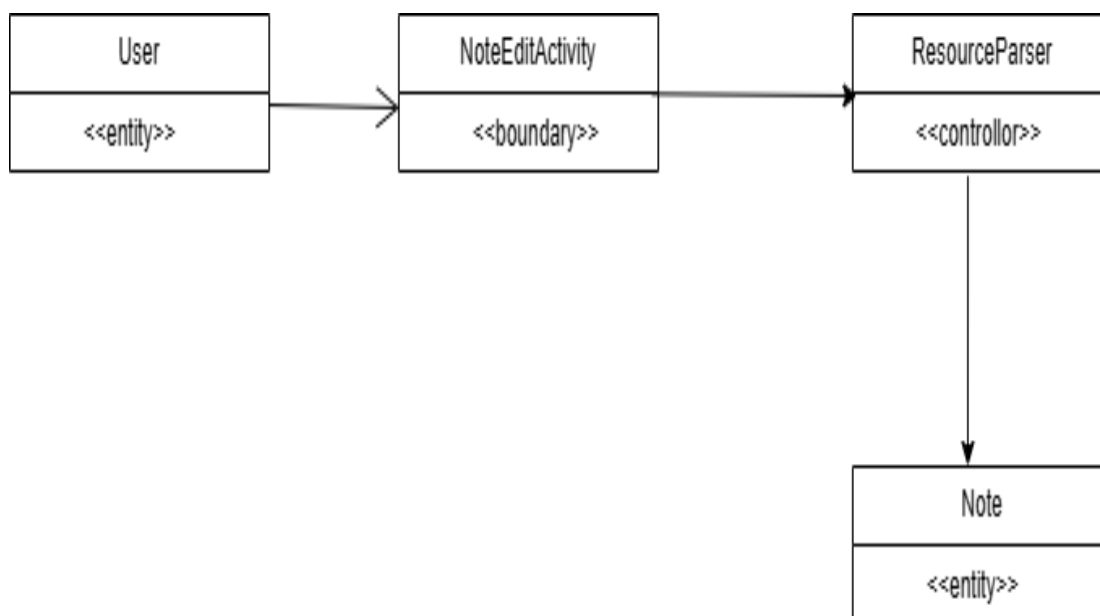 User
<<entity>>
NoteEditActivity
<<boundary>>
ResourceParser
<<controllor>>
Note
<<entity>>